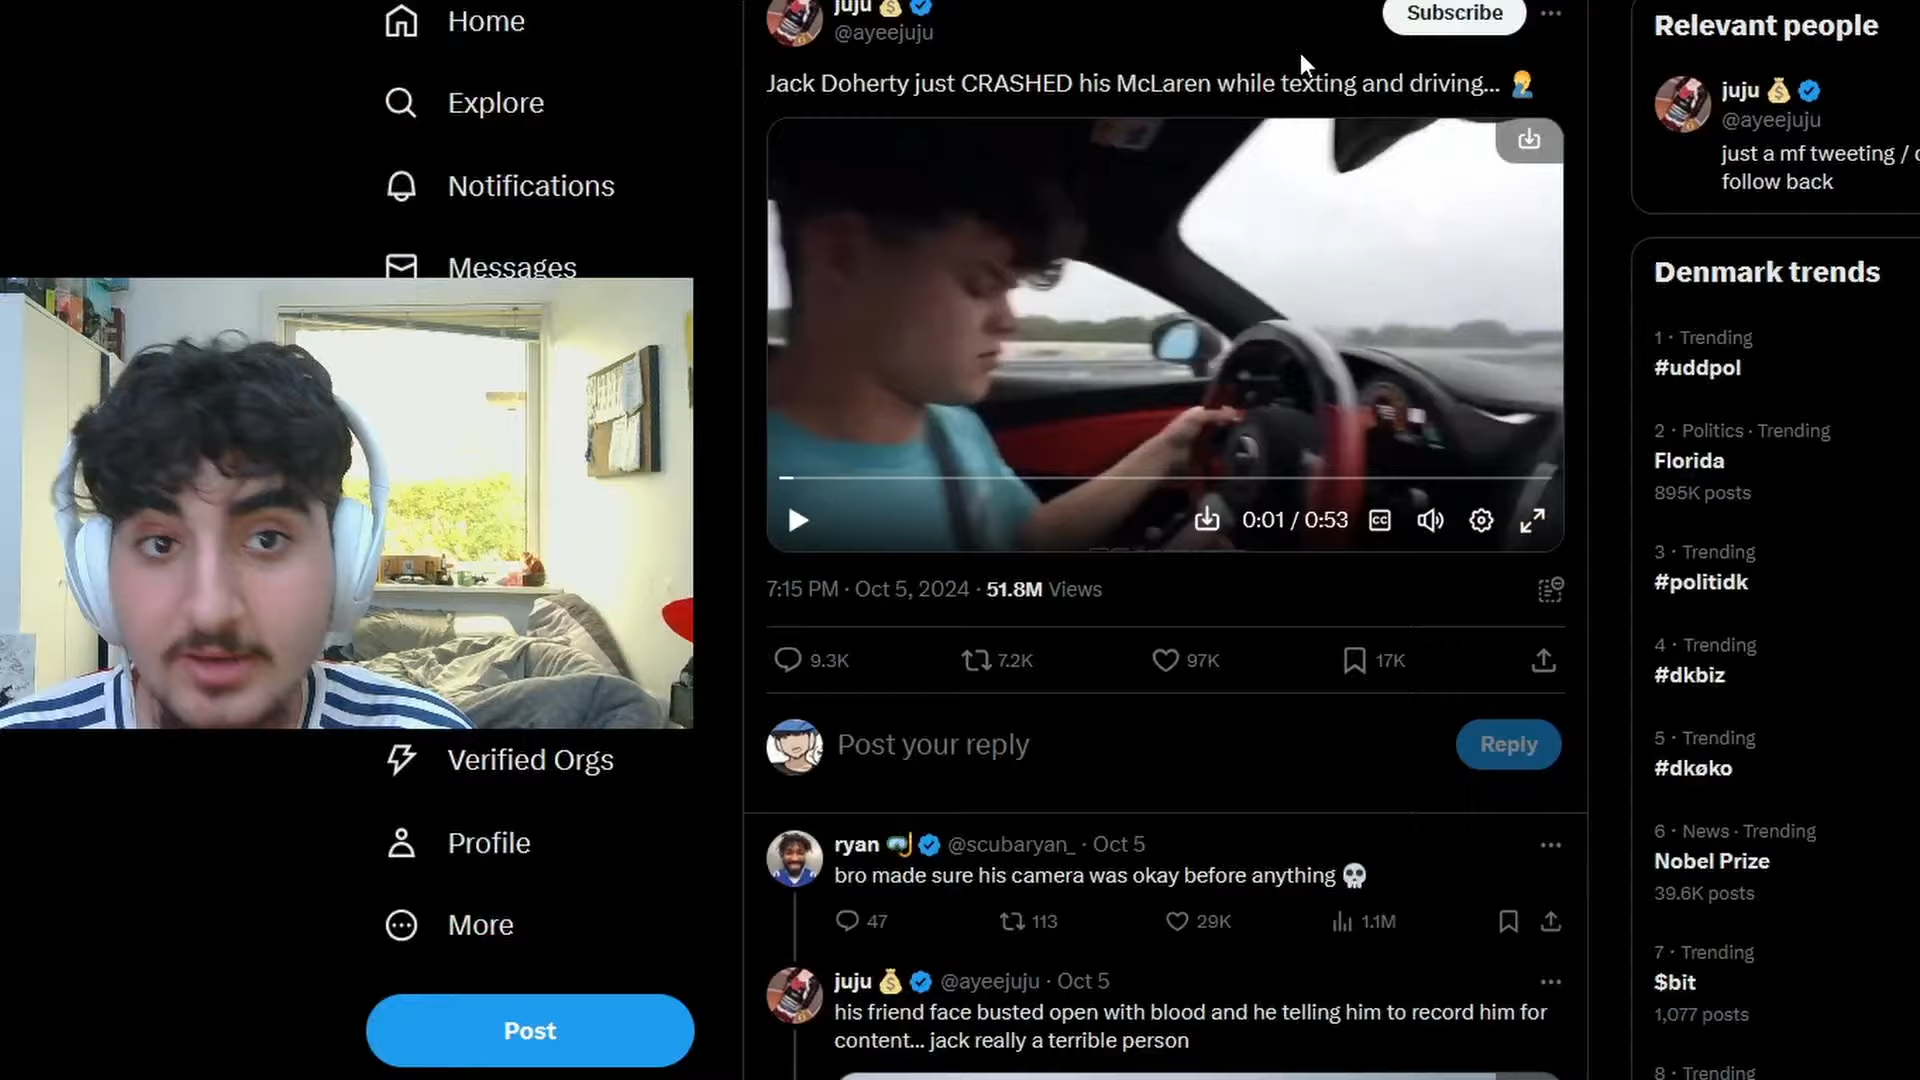 Home
Explore
Notifications
Messages
Verified Orgs
Profile
More
Post
juju
@ayeejuju
Subscribe
Jack Doherty just CRASHED his McLaren while texting and driving... 🤦‍♂️
0:01 / 0:53
CC
7:15 PM · Oct 5, 2024 · 51.8M Views
9.3K 7.2K 97K 17K
Post your reply
Reply
ryan 🤿 @scubaryan_ · Oct 5
bro made sure his camera was okay before anything 💀
47 113 29K 1.1M
juju 💰 @ayeejuju · Oct 5
his friend face busted open with blood and he telling him to record him for
content... jack really a terrible person
Relevant people
juju 💰
@ayeejuju
just a mf tweeting /
follow back
Denmark trends
1 · Trending
#uddpol
2 · Politics · Trending
Florida
895K posts
3 · Trending
#politidk
4 · Trending
#dkbiz
5 · Trending
#dkøko
6 · News · Trending
Nobel Prize
39.6K posts
7 · Trending
$bit
1,077 posts
8 · Trending